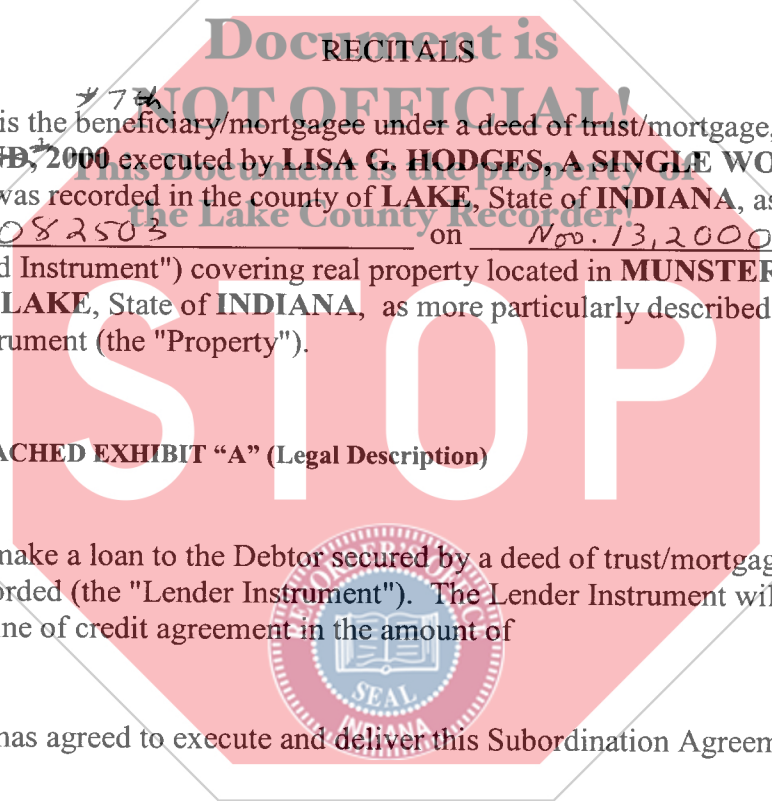 Document is
RECITALS
* 7th
NOT OFFICIAL!
is the beneficiary/mortgagee under a deed of trust/mortgage,
2000 executed by LISA G. HODGES, A SINGLE WO
This Document is the property
was recorded in the county of LAKE, State of INDIANA, as
the Lake County Recorder!
082503 on Nov. 13, 2000
d Instrument") covering real property located in MUNSTER
LAKE, State of INDIANA, as more particularly described
rument (the "Property").
STOP
ACHED EXHIBIT “A” (Legal Description)
make a loan to the Debtor secured by a deed of trust/mortgag
orded (the "Lender Instrument"). The Lender Instrument wil
ine of credit agreement in the amount of
SEAL
INDIANA
has agreed to execute and deliver this Subordination Agreem